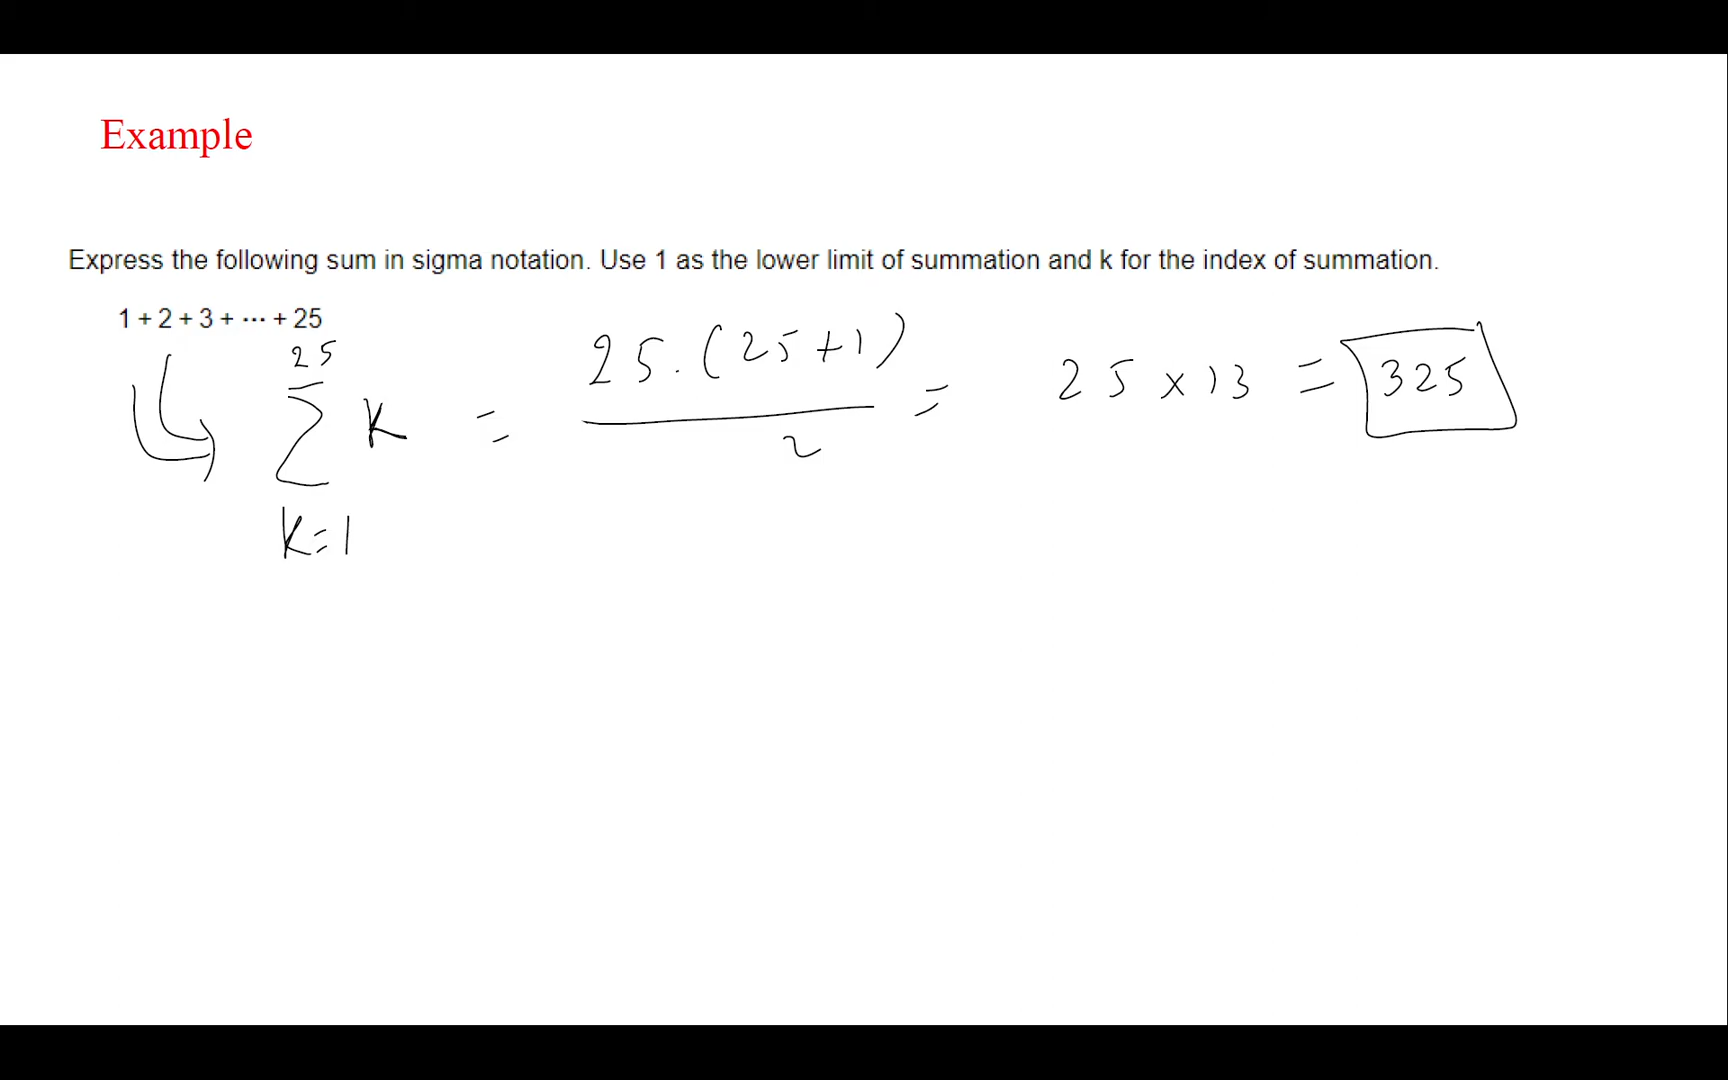 Example
Express the following sum in sigma notation. Use 1 as the lower limit of summation and k for the index of summation.
1 + 2 + 3 + ··· + 25
25
∑ k = 25.(25+1) / 2 = 25 x 13 = 325
k=1